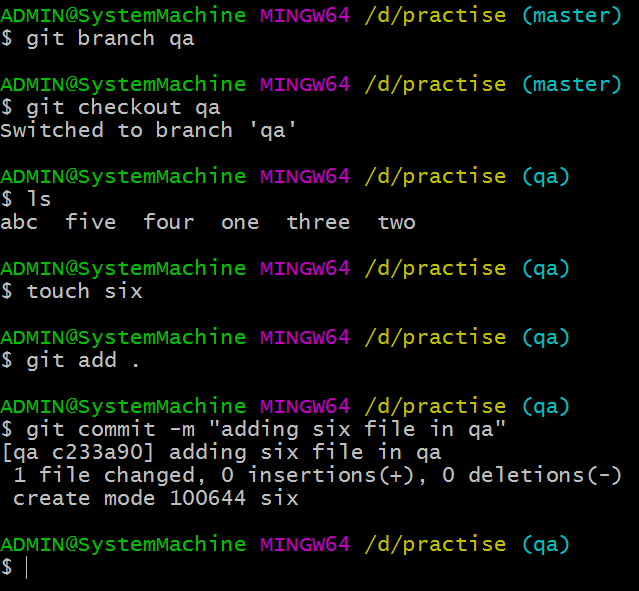 ADMIN@SystemMachine MINGW64 /d/practise (master)
$ git branch qa
ADMIN@SystemMachine MINGW64 /d/practise (master)
$ git checkout qa
Switched to branch 'qa'
ADMIN@SystemMachine MINGW64 /d/practise (qa)
$ ls
abc  five  four  one  three  two
ADMIN@SystemMachine MINGW64 /d/practise (qa)
$ touch six
ADMIN@SystemMachine MINGW64 /d/practise (qa)
$ git add .
ADMIN@SystemMachine MINGW64 /d/practise (qa)
$ git commit -m "adding six file in qa"
[qa c233a90] adding six file in qa
 1 file changed, 0 insertions(+), 0 deletions(-)
 create mode 100644 six
ADMIN@SystemMachine MINGW64 /d/practise (qa)
$